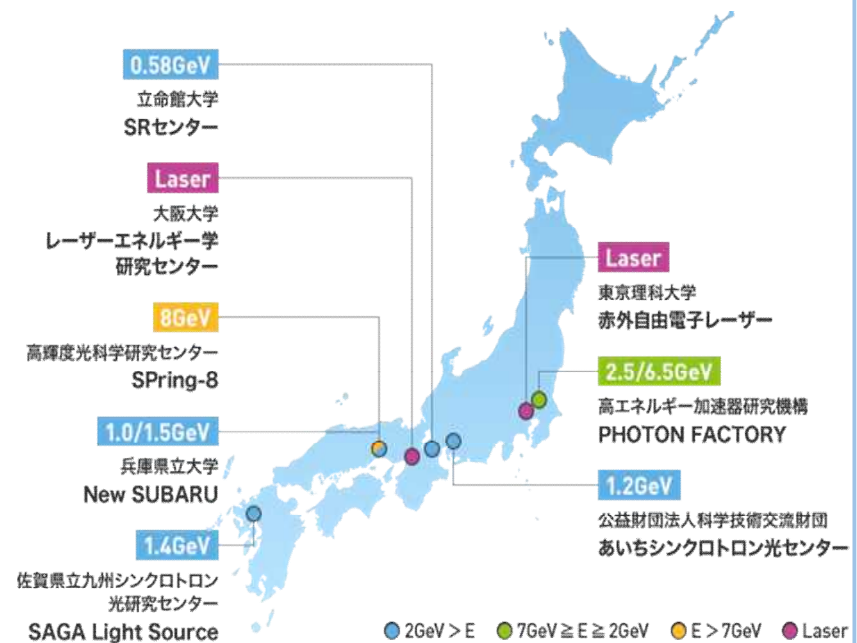 0.58GeV
立命館大学
SRセンター
Laser
大阪大学
レーザーエネルギー学
研究センター
8GeV
高輝度光科学研究センター
SPring-8
1.0/1.5GeV
兵庫県立大学
New SUBARU
1.4GeV
佐賀県立九州シンクロトロン
光研究センター
SAGA Light Source
Laser
東京理科大学
赤外自由電子レーザー
2.5/6.5GeV
高エネルギー加速器研究機構
PHOTON FACTORY
1.2GeV
公益財団法人科学技術交流財団
あいちシンクロトロン光センター
2GeV>E 7GeV≧E≧2GeV E>7GeV Laser